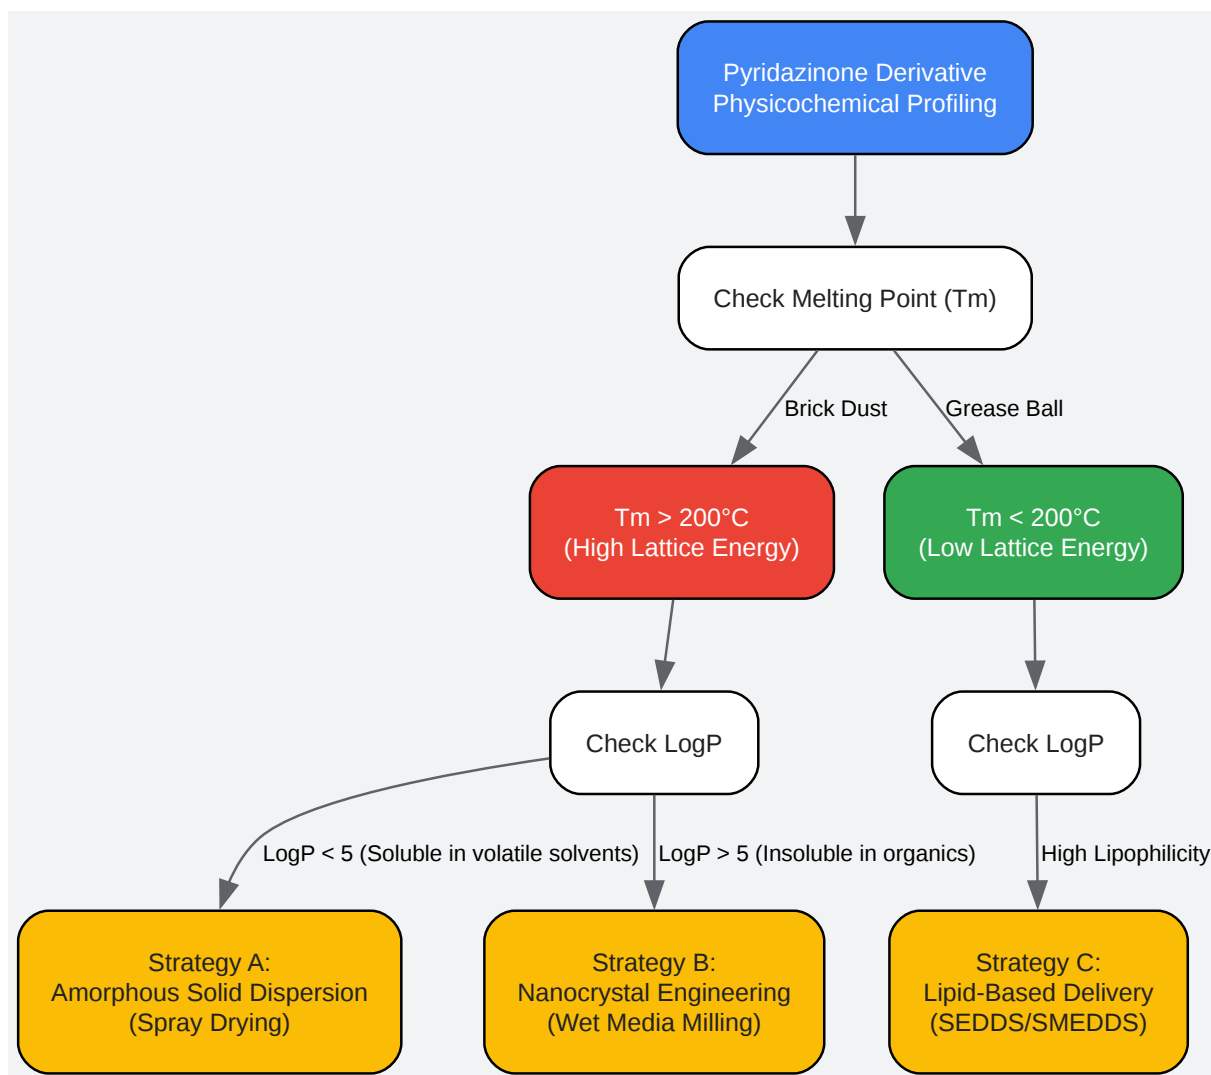 Pyridazinone Derivative
Physicochemical Profiling
Check Melting Point (Tm)
Brick Dust
Grease Ball
Tm > 200°C
(High Lattice Energy)
Tm < 200°C
(Low Lattice Energy)
Check LogP
Check LogP
LogP < 5 (Soluble in volatile solvents)
LogP > 5 (Insoluble in organics)
High Lipophilicity
Strategy A:
Amorphous Solid Dispersion
(Spray Drying)
Strategy B:
Nanocrystal Engineering
(Wet Media Milling)
Strategy C:
Lipid-Based Delivery
(SEDDS/SMEDDS)